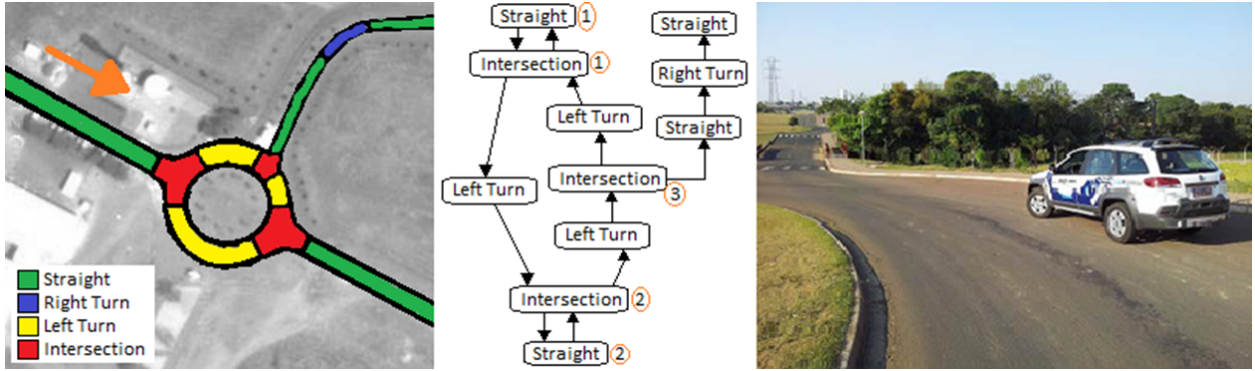 Straight
Right Turn
Left Turn
Intersection
Straight 1
Straight
Intersection 1
Right Turn
Left Turn
Straight
Left Turn
Intersection
3
Left Turn
Intersection 2
Straight 2